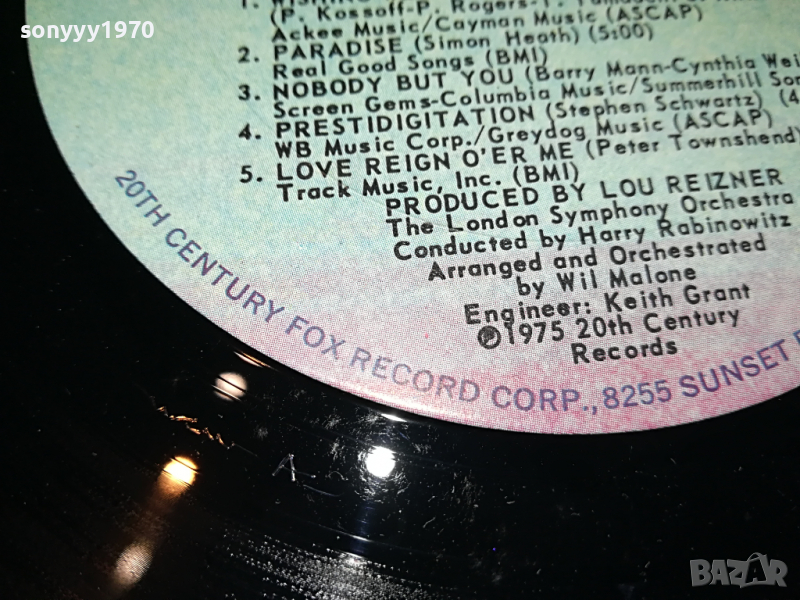 sonyyy1970
1. WISHING
(P. Kossoff-P. Rogers-T.
Ackee Music/Cayman Music (ASCAP)
2. PARADISE (Simon Heath) (5:00)
Real Good Songs (BMI)
3. NOBODY BUT YOU (Barry Mann-Cynthia Wei
Screen Gems-Columbia Music/Summerhill Son
4. PRESTIDIGITATION (Stephen Schwartz) (4
WB Music Corp./Greydog Music (ASCAP)
5. LOVE REIGN O'ER ME (Peter Townshend)
Track Music, Inc. (BMI)
PRODUCED BY LOU REIZNER
The London Symphony Orchestra
Conducted by Harry Rabinowitz
Arranged and Orchestrated
by Wil Malone
Engineer: Keith Grant
℗1975 20th Century
Records
20TH CENTURY FOX RECORD CORP., 8255 SUNSET
BAZAR